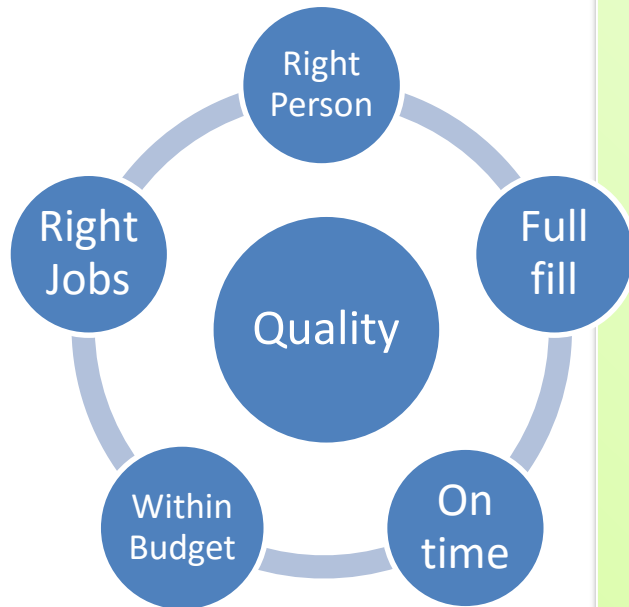 Right
Person
Full
fill
On
time
Within
Budget
Right
Jobs
Quality